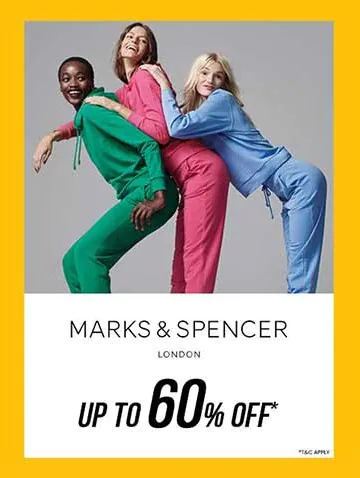 MARKS & SPENCER
LONDON
UP TO 60% OFF*
*T&C APPLY